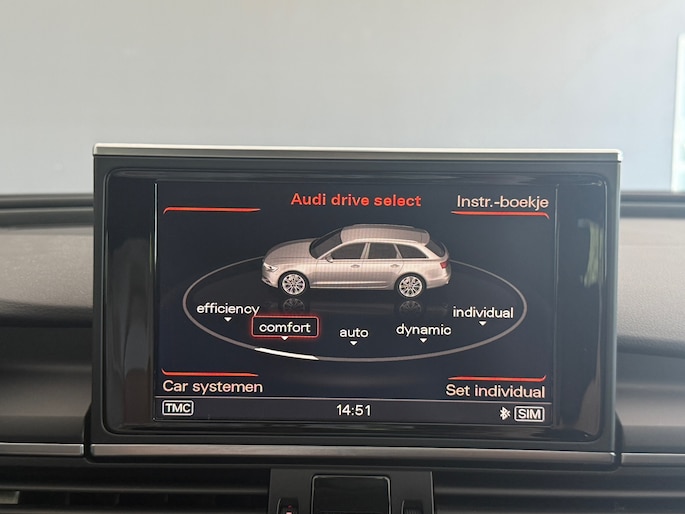 Audi drive select
Instr.-boekje
efficiency
comfort
auto
dynamic
individual
Car systemen
Set individual
TMC
14:51
SIM